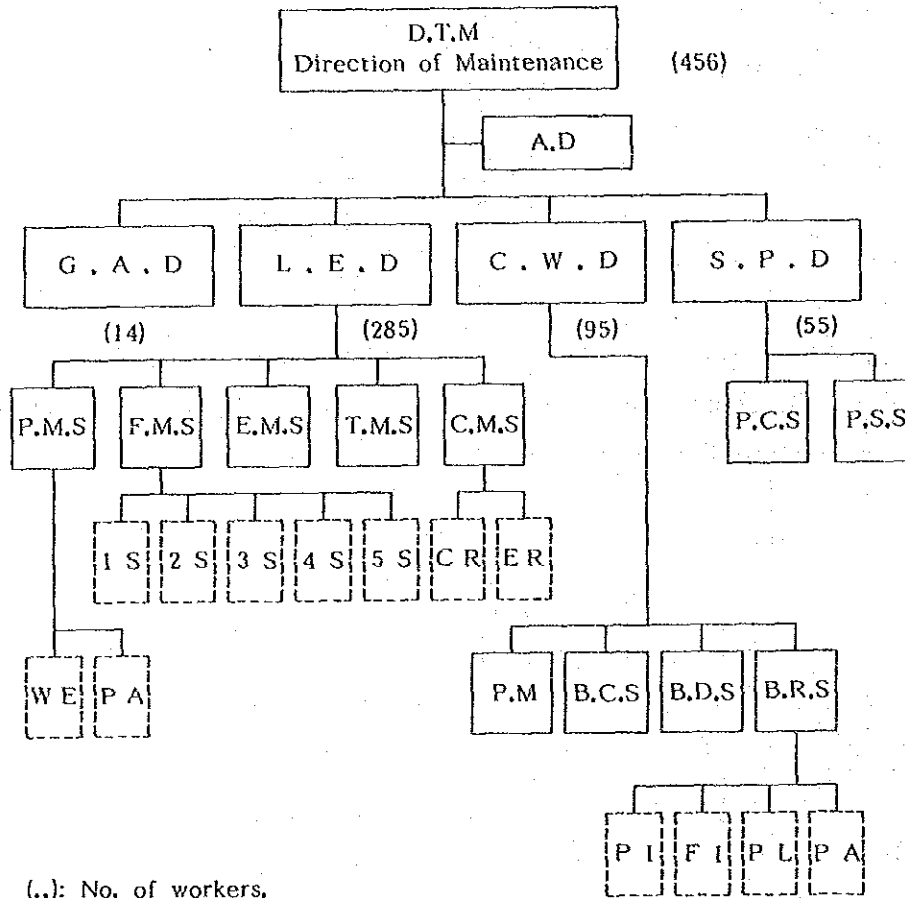 D.T.M
Direction of Maintenance
(456)
A.D
G . A . D
L . E . D
C . W . D
S . P . D
(14)
(285)
(95)
(55)
P.M.S
F.M.S
E.M.S
T.M.S
C.M.S
P.C.S
P.S.S
1 S
2 S
3 S
4 S
5 S
C R
E R
W E
P A
P.M
B.C.S
B.D.S
B.R.S
P I
F I
P L
P A
(..): No. of workers.